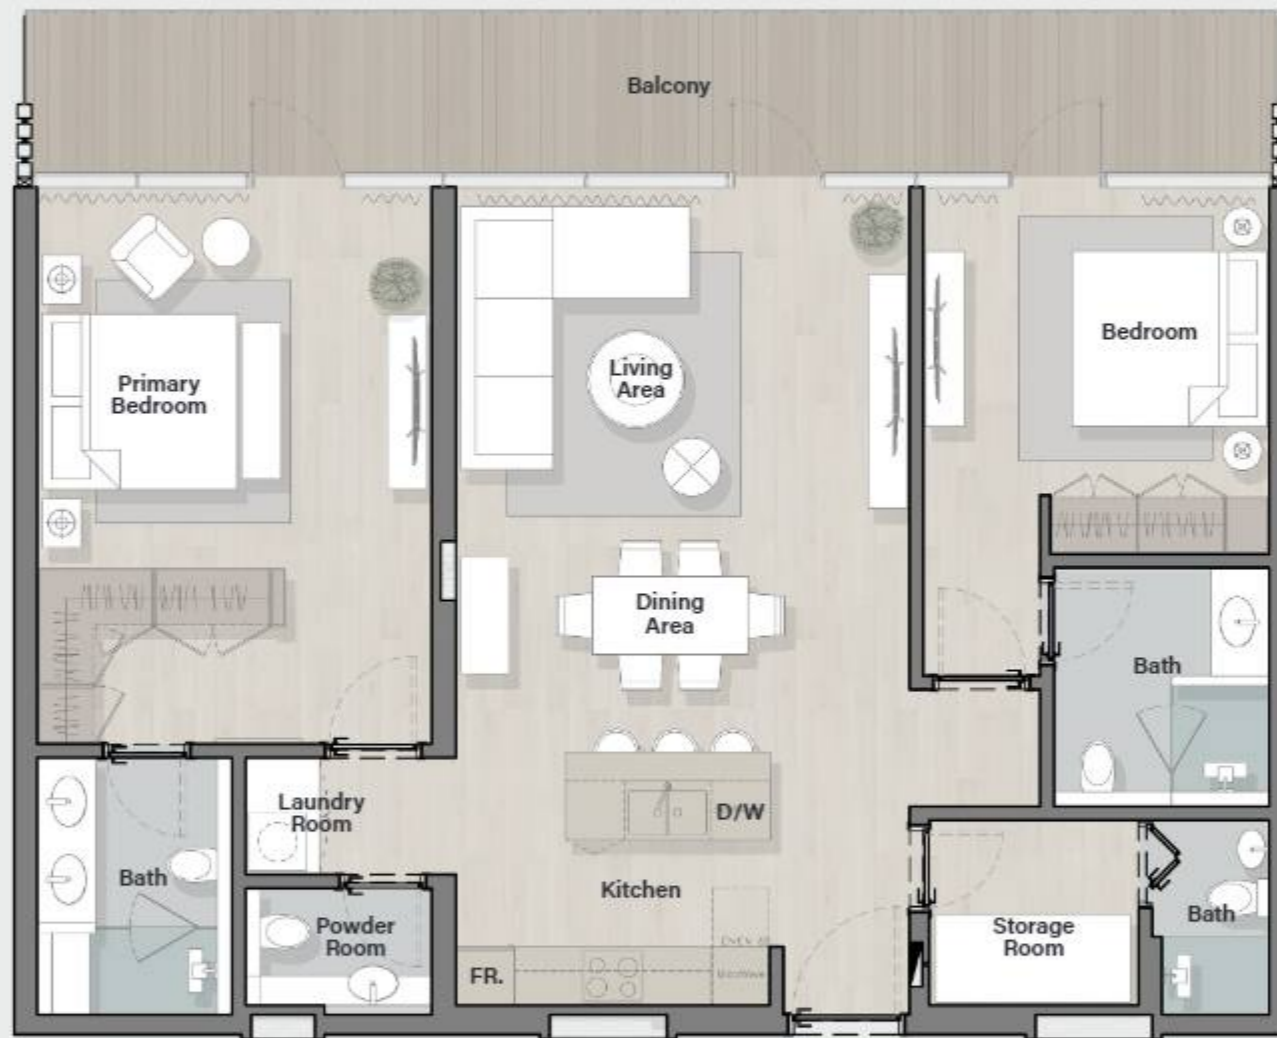 Balcony
Primary
Bedroom
Living
Area
Bedroom
Dining
Area
Bath
Laundry
Room
D/W
Bath
Kitchen
Powder
Room
Storage
Room
Bath
FR.